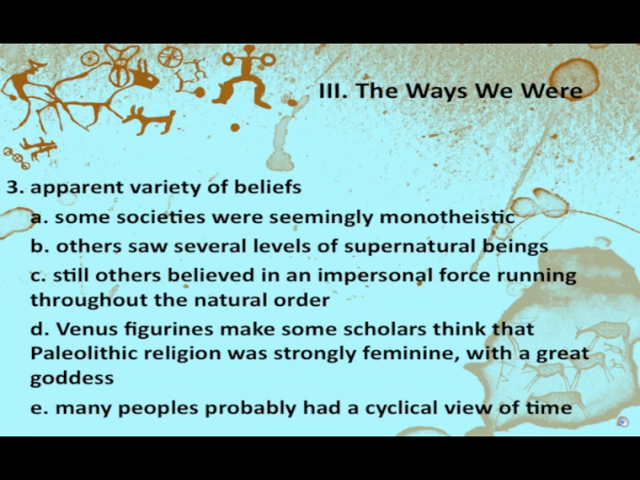 III. The Ways We Were
3. apparent variety of beliefs
a. some societies were seemingly monotheistic
b. others saw several levels of supernatural beings
c. still others believed in an impersonal force running
throughout the natural order
d. Venus figurines make some scholars think that
Paleolithic religion was strongly feminine, with a great
goddess
e. many peoples probably had a cyclical view of time